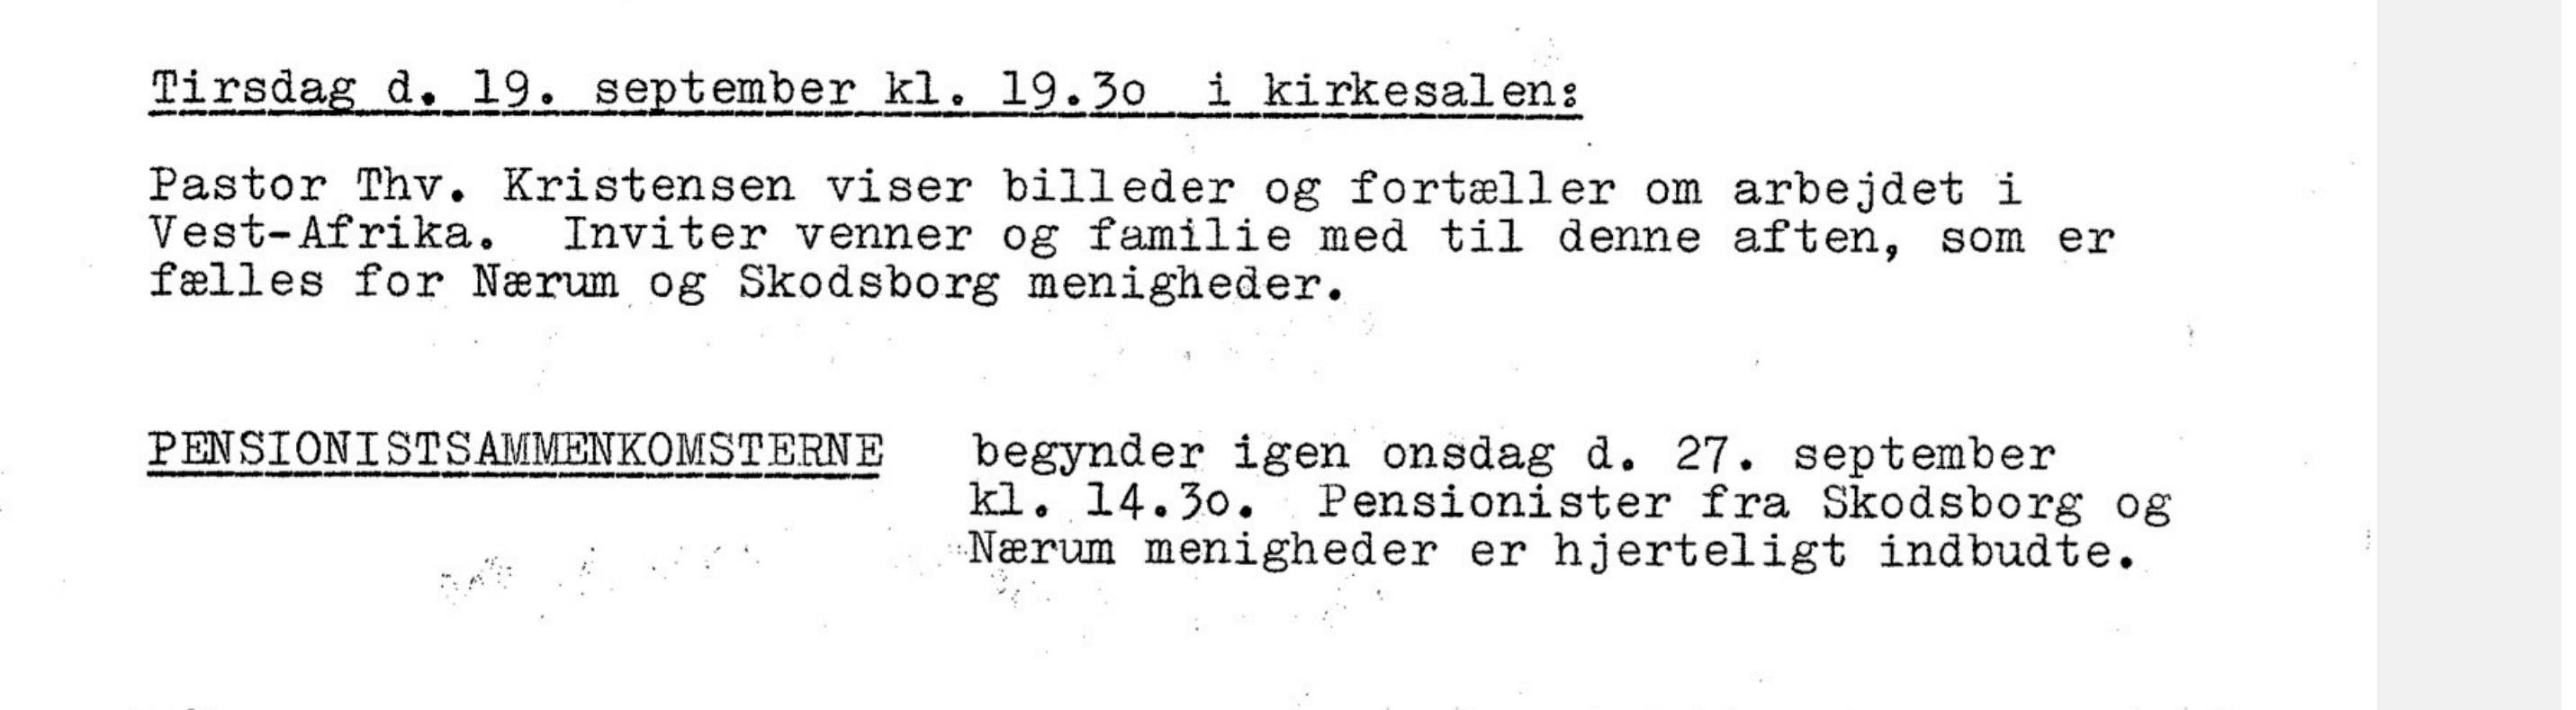 Tirsdag d. 19. september kl. 19.3o i kirkesalen:
Pastor Thv. Kristensen viser billeder og fortæller om arbejdet i
Vest-Afrika. Inviter venner og familie med til denne aften, som er
fælles for Nærum og Skodsborg menigheder.
PENSIONISTSAMMENKOMSTERNE begynder igen onsdag d. 27. september
kl. 14.3o. Pensionister fra Skodsborg og
Nærum menigheder er hjerteligt indbudte.